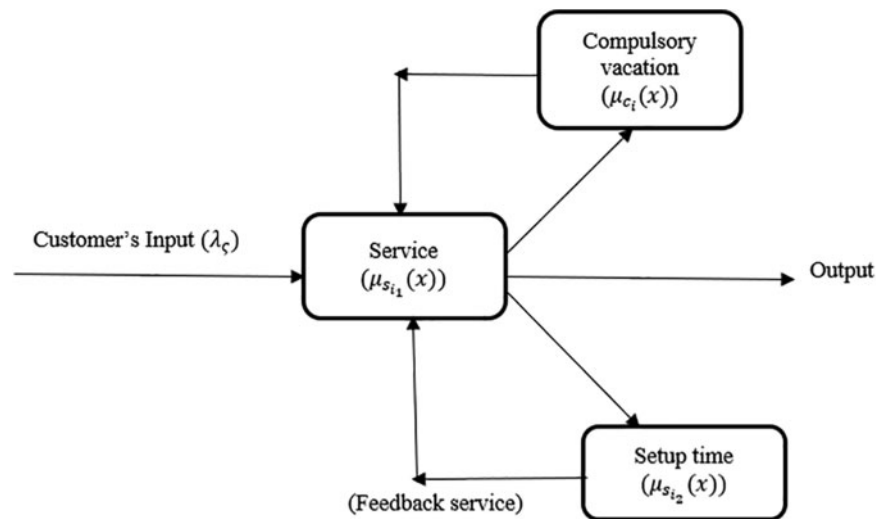 Compulsory
vacation
(μ_{c_i}(x))
Customer's Input (λ_ς)
Service
(μ_{s_{i_1}}(x))
Output
Setup time
(μ_{s_{i_2}}(x))
(Feedback service)